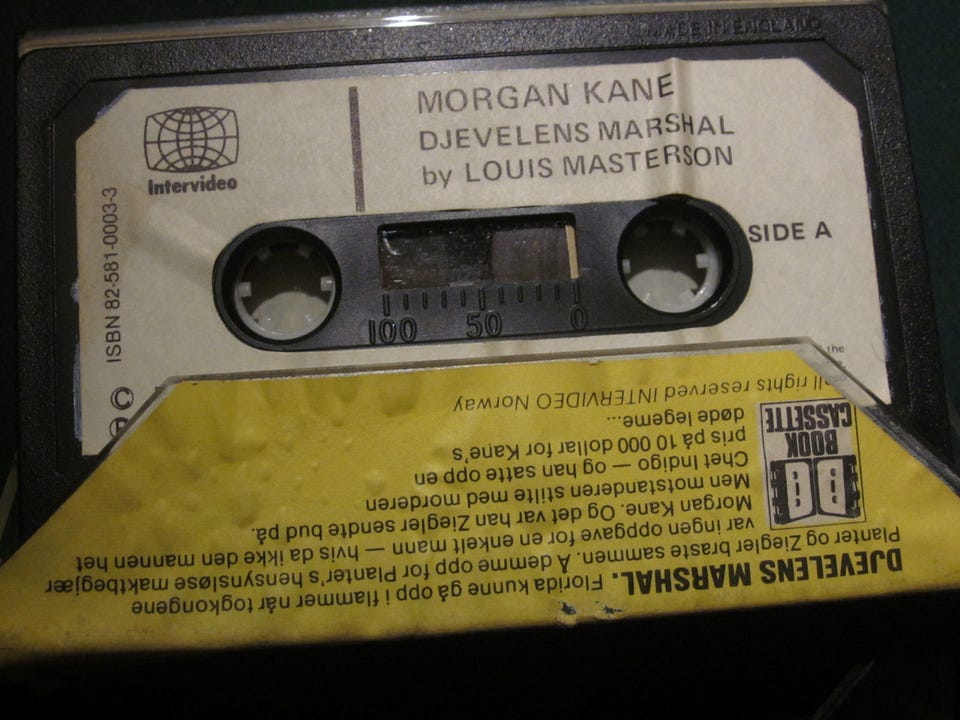 MADE IN ENGLAND
MORGAN KANE
DJEVELENS MARSHAL
by LOUIS MASTERSON
Intervideo
ISBN 82-581-0003-3
SIDE A
100 50 0
the
©
DJEVELENS MARSHAL. Florida kunne gå opp i flammer når togkongene
Planter og Ziegler braste sammen. Å demme opp for Planter's hensynsløse maktbegjær
var ingen oppgave for en enkelt mann — hvis da ikke den mannen het
Morgan Kane. Og det var han Ziegler sendte bud på.
Men motstanderen stilte med morderen
Chet Indigo — og han satte opp en
pris på 10 000 dollar for Kane's
døde legeme...
BOOK
CASSETTE
All rights reserved INTERVIDEO Norway